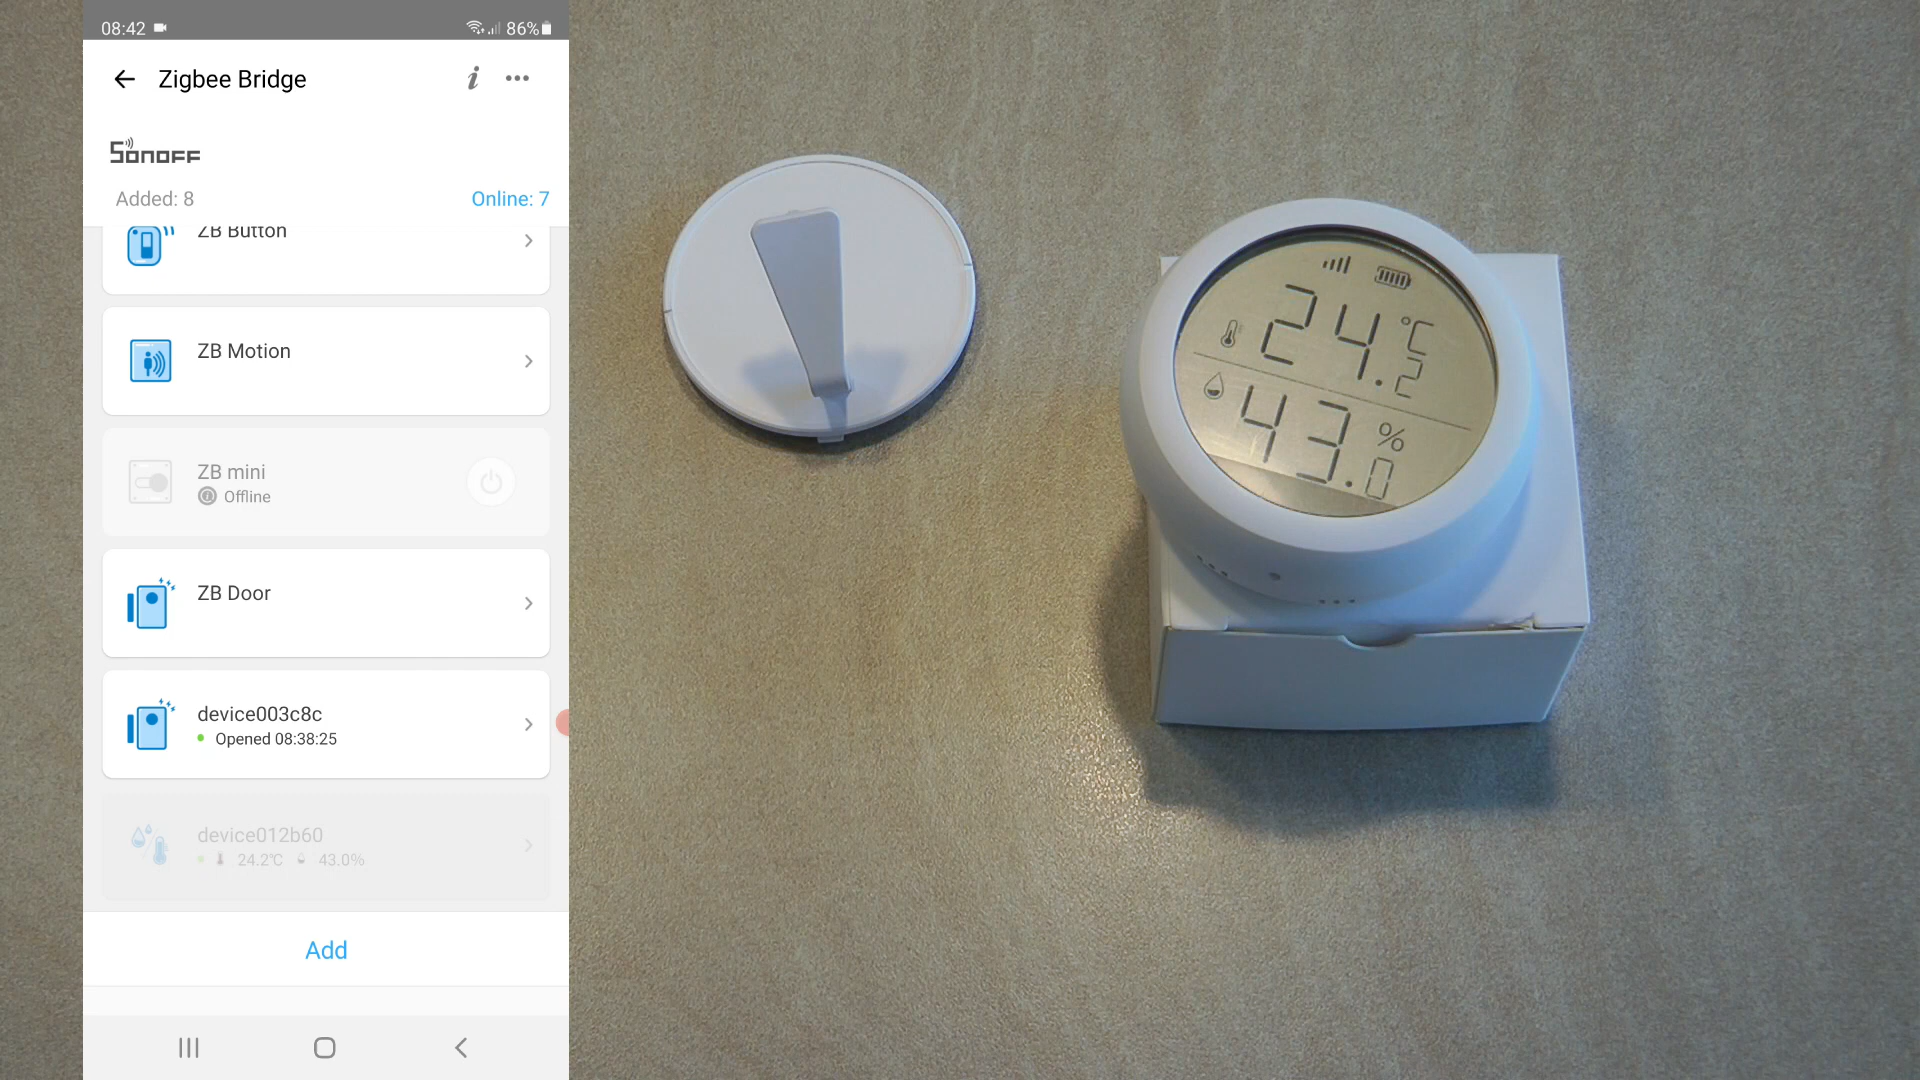 08:42
86%
Zigbee Bridge
i
SONOFF
Added: 8
Online: 7
ZB Button
ZB Motion
ZB mini
Offline
ZB Door
device003c8c
Opened 08:38:25
device012b60
24.2℃ 43.0%
Add
24.2 °C
43.0 %